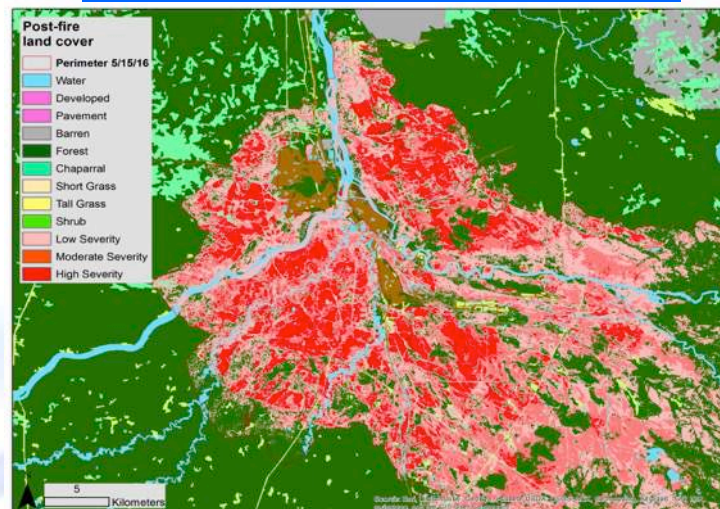 Post-fire
land cover
Perimeter 5/15/16
Water
Developed
Pavement
Barren
Forest
Chaparral
Short Grass
Tall Grass
Shrub
Low Severity
Moderate Severity
High Severity
5
Kilometers